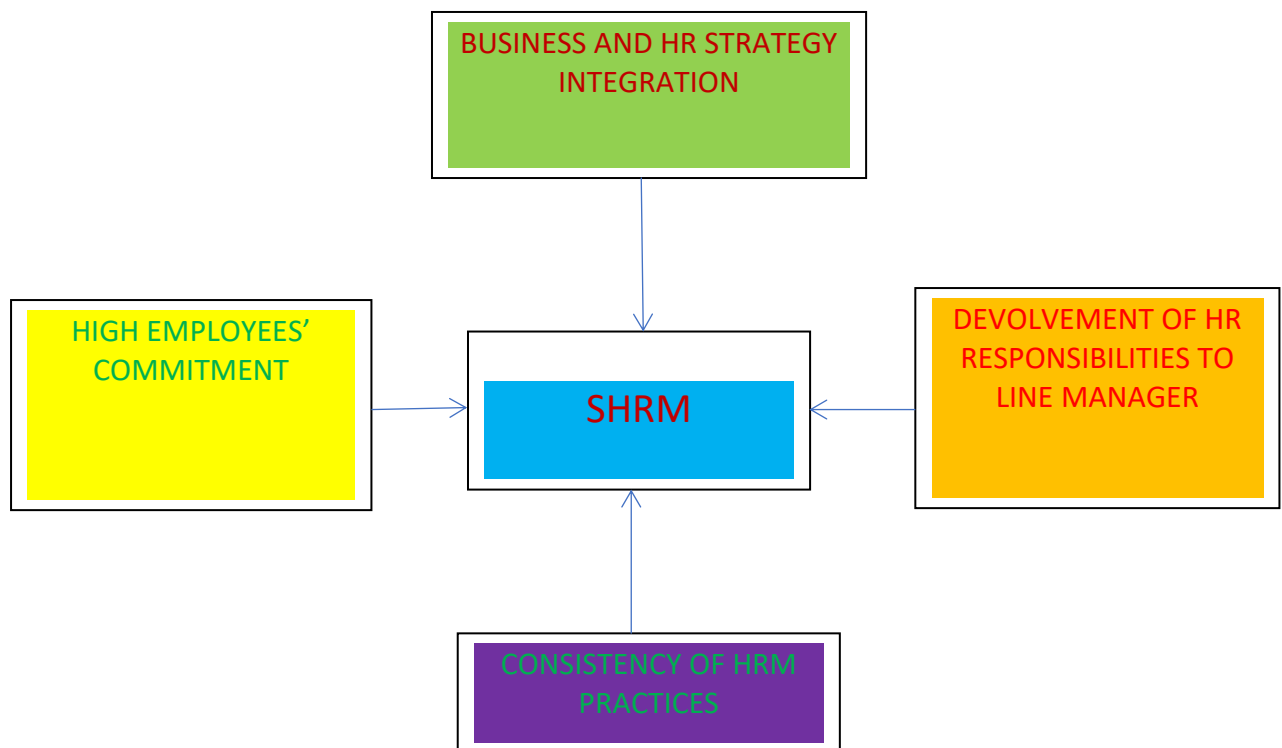 BUSINESS AND HR STRATEGY
INTEGRATION
HIGH EMPLOYEES’
COMMITMENT
SHRM
DEVOLVEMENT OF HR
RESPONSIBILITIES TO
LINE MANAGER
CONSISTENCY OF HRM
PRACTICES